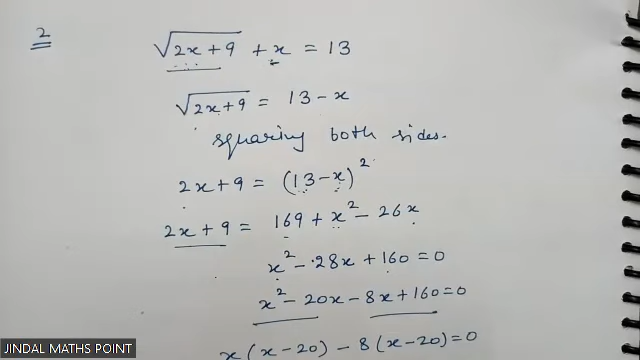 2
√2x+9 + x = 13
√2x+9 = 13 - x
squaring both sides.
2x+9 = (13-x)²
2x+9 = 169 + x² - 26x
x² - 28x + 160 = 0
x² - 20x - 8x + 160 = 0
x(x-20) - 8(x-20) = 0
JINDAL MATHS POINT